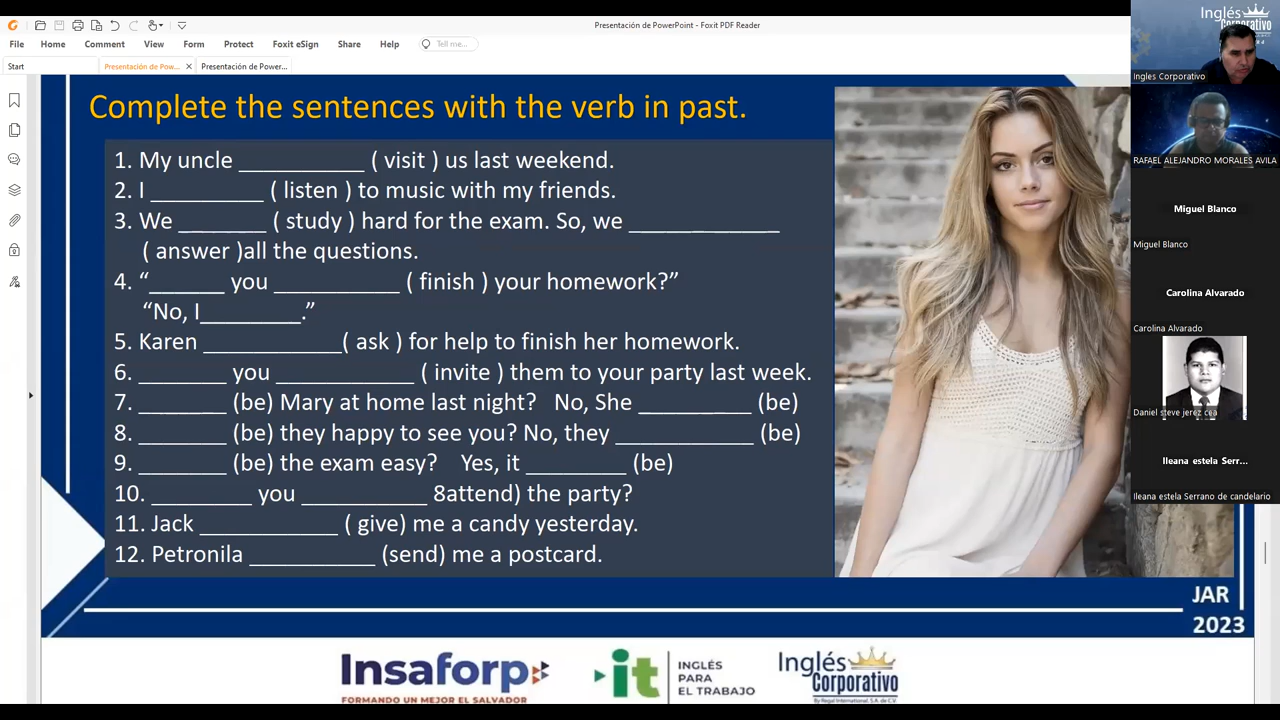 Presentación de PowerPoint - Foxit PDF Reader
File Home Comment View Form Protect Foxit eSign Share Help Tell me...
Start Presentación de Pow... Presentación de Power...
Complete the sentences with the verb in past.
1. My uncle __________ ( visit ) us last weekend.
2. I _________ ( listen ) to music with my friends.
3. We _______ ( study ) hard for the exam. So, we ____________
( answer )all the questions.
4. “______ you __________ ( finish ) your homework?”
“No, I________.”
5. Karen ___________( ask ) for help to finish her homework.
6. _______ you ___________ ( invite ) them to your party last week.
7. _______ (be) Mary at home last night? No, She _________ (be)
8. _______ (be) they happy to see you? No, they ___________ (be)
9. _______ (be) the exam easy? Yes, it ________ (be)
10. ________ you __________ 8attend) the party?
11. Jack ___________ ( give) me a candy yesterday.
12. Petronila __________ (send) me a postcard.
JAR
2023
Insaforp
FORMANDO UN MEJOR EL SALVADOR
it
INGLÉS
PARA
EL TRABAJO
Inglés
Corporativo
By Regal International, S.A. de C.V.
Inglés
Corporativo
Ingles Corporativo
RAFAEL ALEJANDRO MORALES AVILA
Miguel Blanco
Miguel Blanco
Carolina Alvarado
Carolina Alvarado
Daniel steve jerez cea
Ileana estela Serr...
Ileana estela Serrano de candelario